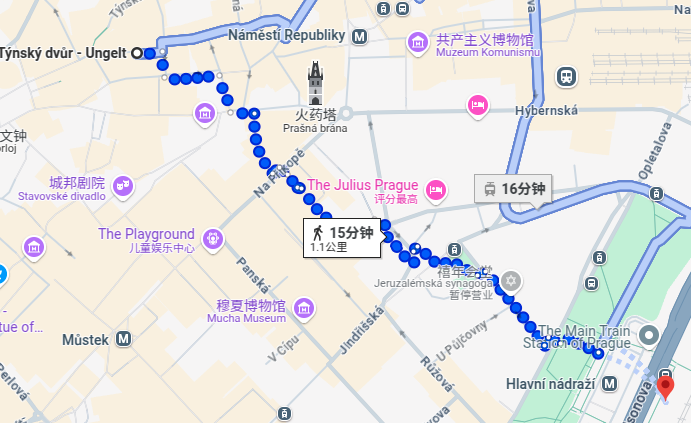 Týnský
Náměstí Republiky
共产主义博物馆
Muzeum Komunismu
Týnský dvůr - Ungelt
Hybernská
火药塔
Prašná brána
文钟
orloj
Opletalova
Na Příkopě
城邦剧院
Stavovské divadlo
The Julius Prague
评分最高
16分钟
The Playground
儿童娱乐中心
15分钟
1.1公里
Panská
禧年会堂
Jeruzalémská synagoga
暂停营业
穆夏博物馆
Mucha Museum
tue of...
Můstek
Jindřišská
V Cípu
U Půjčovny
The Main Train
Station of Prague
Růžová
Hlavní nádraží
Perlová
sonova